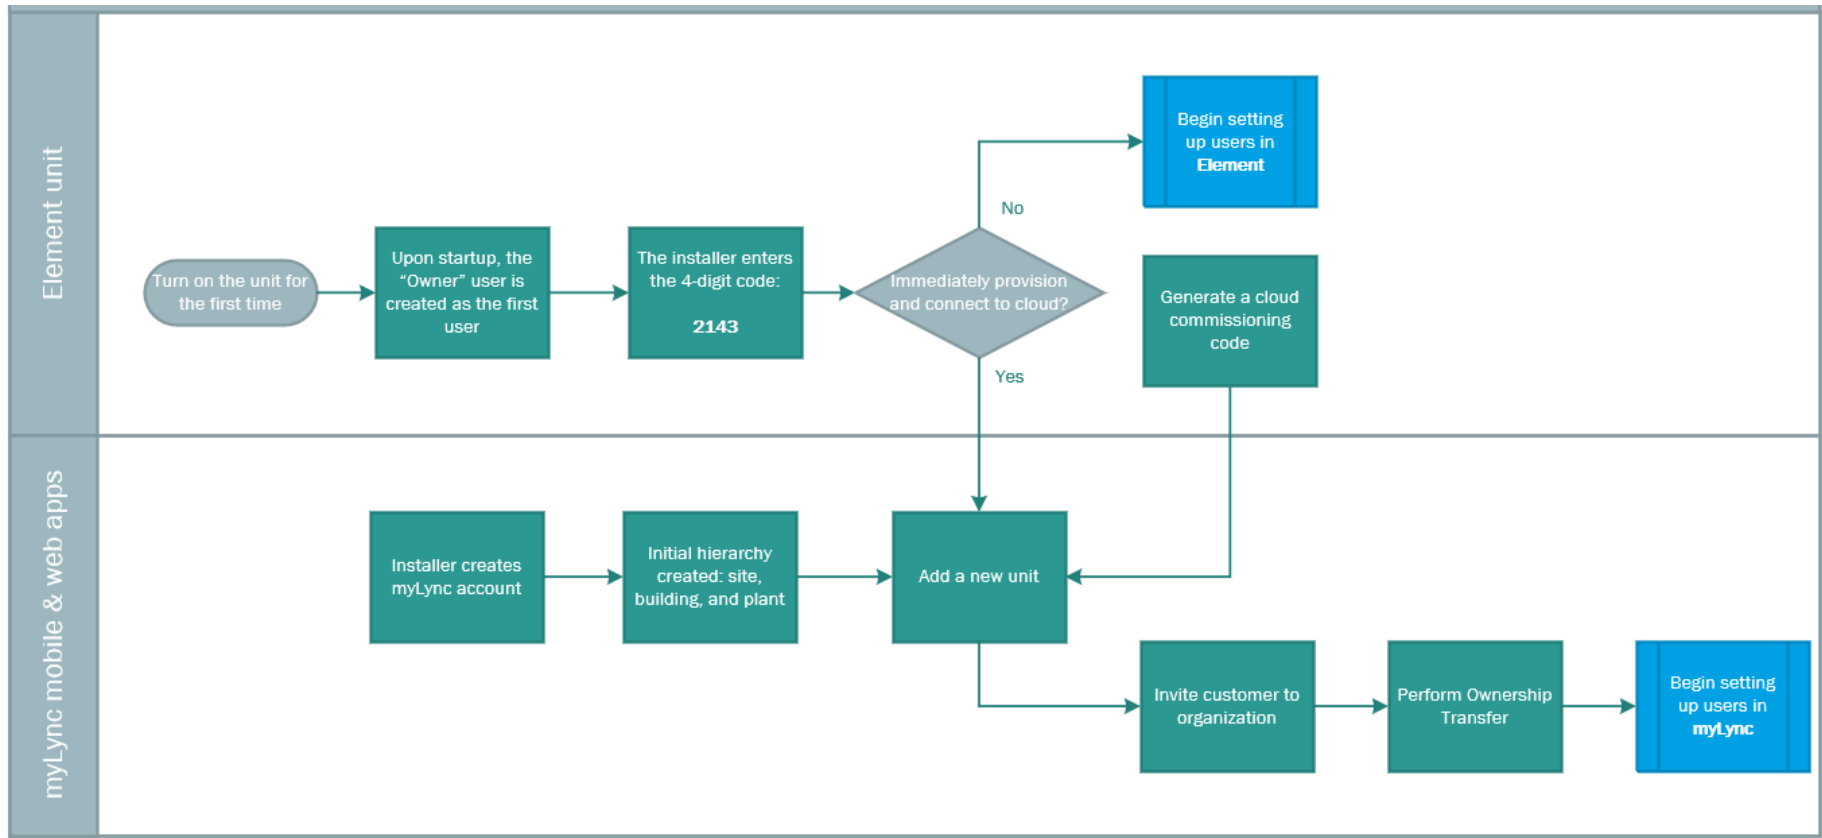 Element unit
Turn on the unit for
the first time
Upon startup, the
“Owner” user is
created as the first
user
The installer enters
the 4-digit code:
2143
Immediately provision
and connect to cloud?
No
Yes
Begin setting
up users in
Element
Generate a cloud
commissioning
code
myLync mobile & web apps
Installer creates
myLync account
Initial hierarchy
created: site,
building, and plant
Add a new unit
Invite customer to
organization
Perform Ownership
Transfer
Begin setting
up users in
myLync